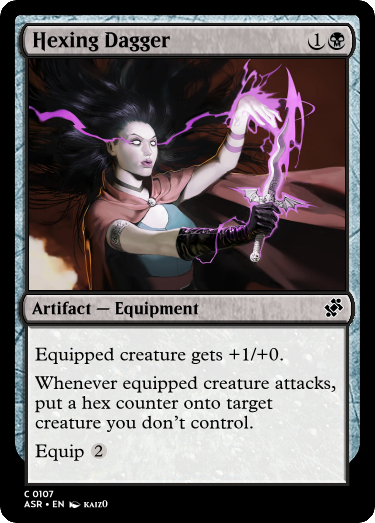 Hexing Dagger 1
Artifact — Equipment
Equipped creature gets +1/+0.
Whenever equipped creature attacks,
put a hex counter onto target
creature you don't control.
Equip 2
C 0107
ASR • EN KAIZ0